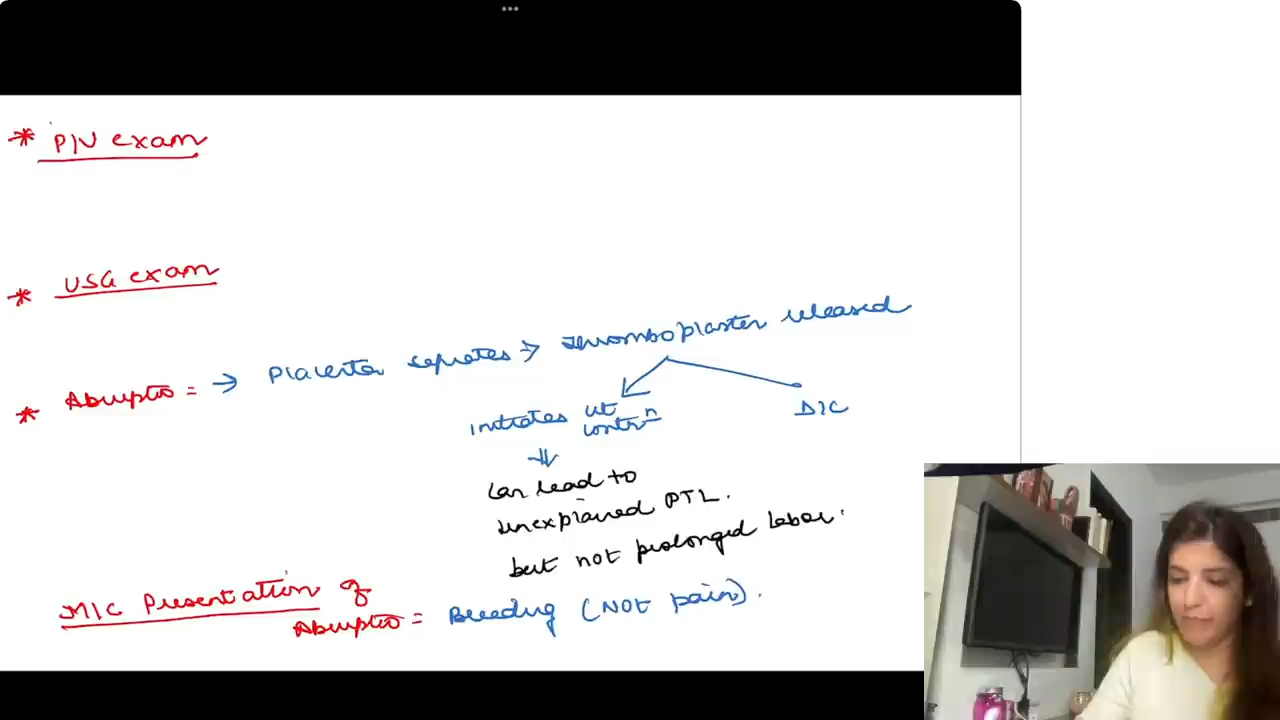 * P/V exam
* USG exam
* Abruptio = → Placenta seprates → thromboplastin released
initiates ut contrⁿ
DIC
⇓
can lead to
unexplained PTL.
but not prolonged labor.
M/C Presentation of
Abruptio = Bleeding (NOT pain).